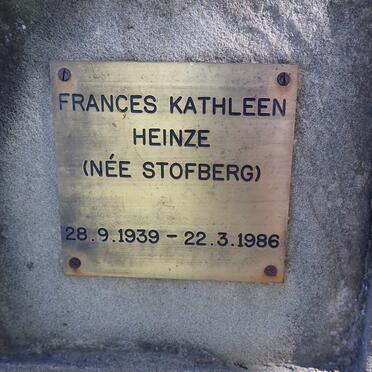 FRANCES KATHLEEN
HEINZE
(NÉE STOFBERG)
28.9.1939 – 22.3.1986